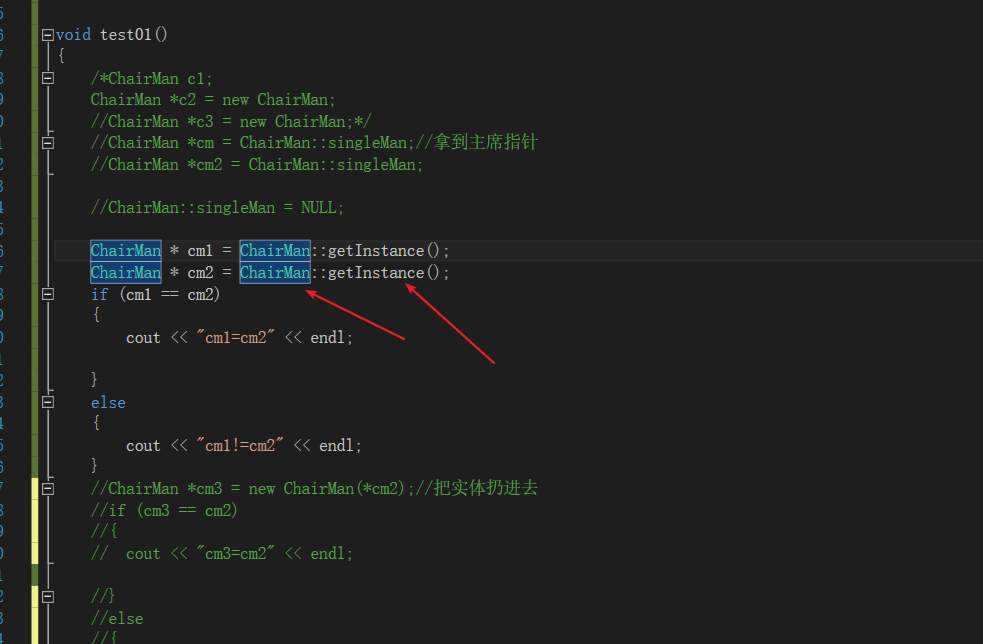 void test01()
{
/*ChairMan c1;
ChairMan *c2 = new ChairMan;
//ChairMan *c3 = new ChairMan;*/
//ChairMan *cm = ChairMan::singleMan;//拿到主席指针
//ChairMan *cm2 = ChairMan::singleMan;
//ChairMan::singleMan = NULL;
ChairMan * cm1 = ChairMan::getInstance();
ChairMan * cm2 = ChairMan::getInstance();
if (cm1 == cm2)
{
cout << "cm1=cm2" << endl;
}
else
{
cout << "cm1!=cm2" << endl;
}
//ChairMan *cm3 = new ChairMan(*cm2);//把实体扔进去
//if (cm3 == cm2)
//{
// cout << "cm3=cm2" << endl;
//}
//else
//{